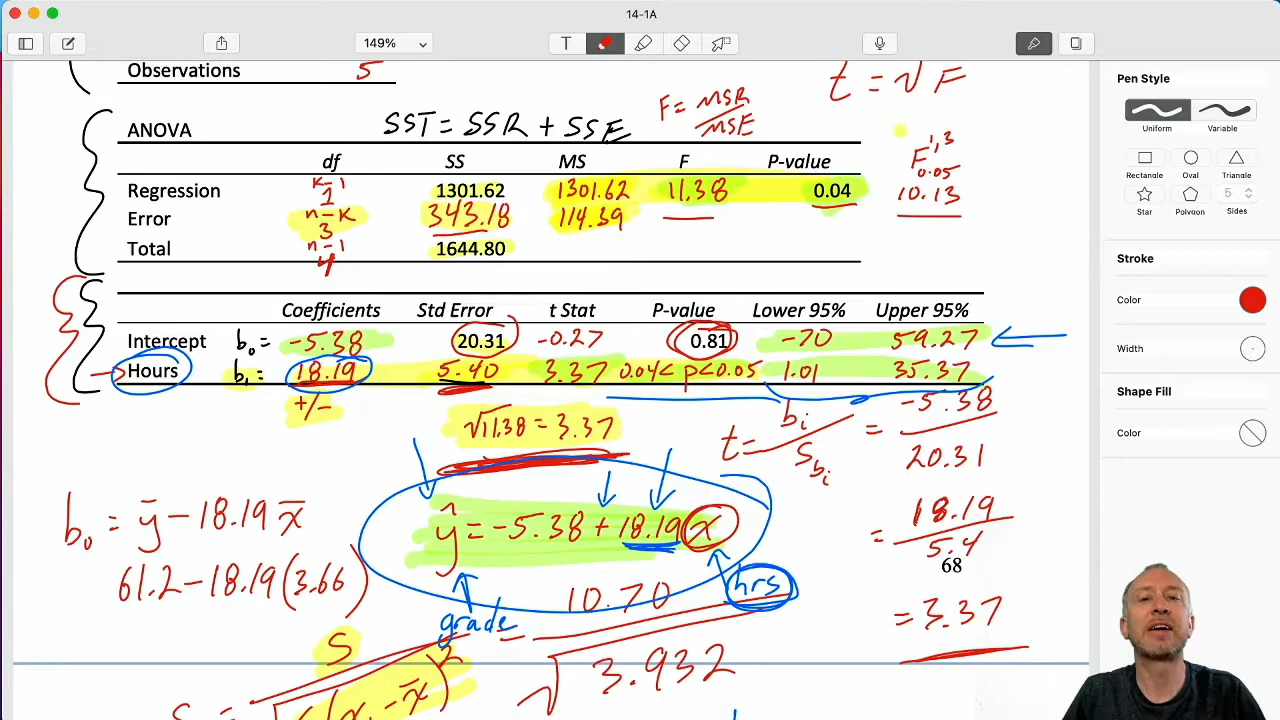 14-1A
149%
T
Pen Style
Uniform Variable
Rectangle Oval Triangle
5
Star Polygon Sides
Stroke
Color
Width
Shape Fill
Color
Observations 5
t = √F
ANOVA SST = SSR + SSE F = MSR/MSE
df SS MS F P-value
K-1
Regression 1 1301.62 1301.62 11.38 0.04
n-K
Error 3 343.18 114.39
n-1
Total 4 1644.80
F 1,3 0.05
10.13
Coefficients Std Error t Stat P-value Lower 95% Upper 95%
Intercept b₀ = -5.38 20.31 -0.27 0.81 -70 59.27
Hours b₁ = 18.19 5.40 3.37 0.04< p<0.05 1.01 35.37
+/-
√11.38 = 3.37
t = bᵢ/S bᵢ = -5.38/20.31
= 18.19/5.4
68
= 3.37
b₀ = ȳ - 18.19 x̄
61.2 - 18.19 (3.66)
ŷ = -5.38 + 18.19 x
grade
hrs
S
= 10.70
√3.932
(xᵢ - x̄)²